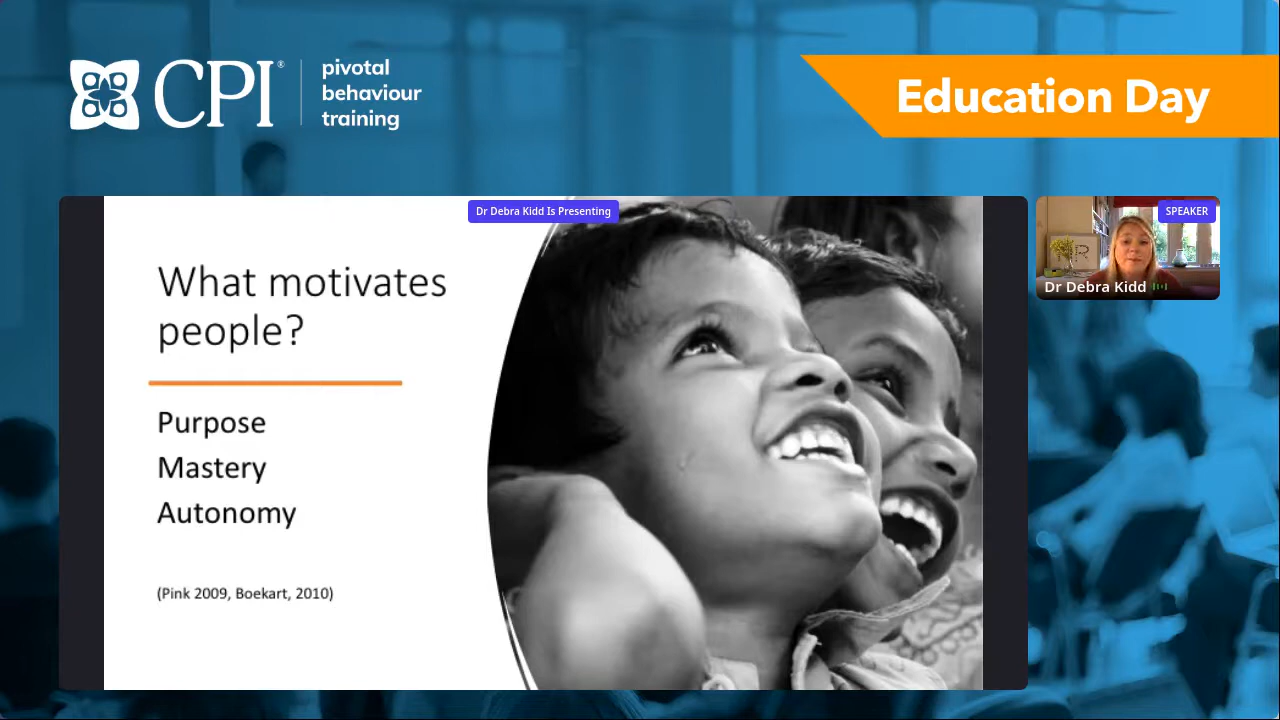 CPI®
pivotal
behaviour
training
Education Day
Dr Debra Kidd Is Presenting
What motivates
people?
Purpose
Mastery
Autonomy
(Pink 2009, Boekart, 2010)
SPEAKER
Dr Debra Kidd